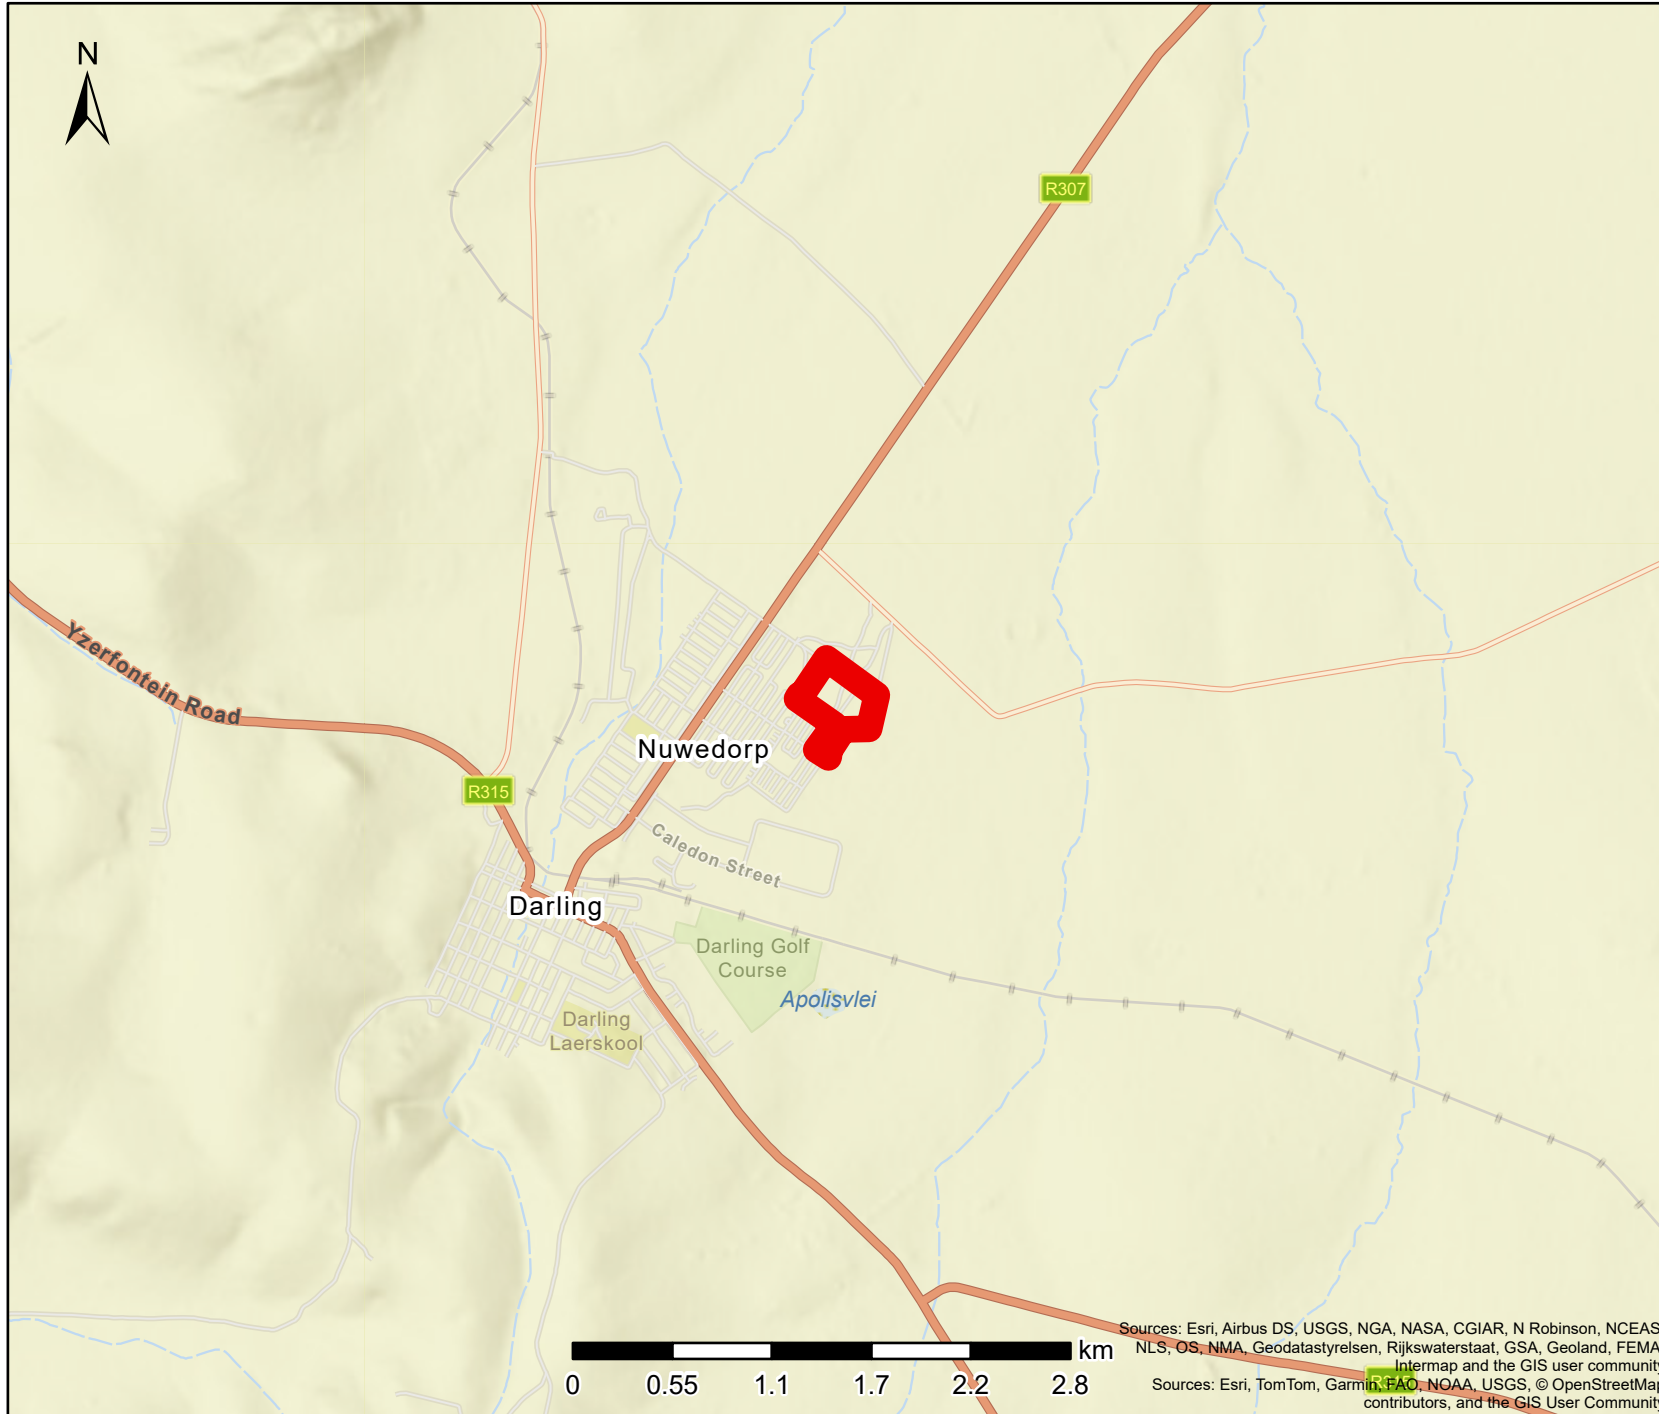 N
R307
Yzerfontein Road
Nuwedorp
R315
Caledon Street
Darling
Darling Golf
Course
Apolisvlei
Darling
Laerskool
km
0 0.55 1.1 1.7 2.2 2.8
Sources: Esri, Airbus DS, USGS, NGA, NASA, CGIAR, N Robinson, NCEAS,
NLS, OS, NMA, Geodatastyrelsen, Rijkswaterstaat, GSA, Geoland, FEMA,
Intermap and the GIS user community
Sources: Esri, TomTom, Garmin, FAO, NOAA, USGS, © OpenStreetMap
contributors, and the GIS User Community
R315